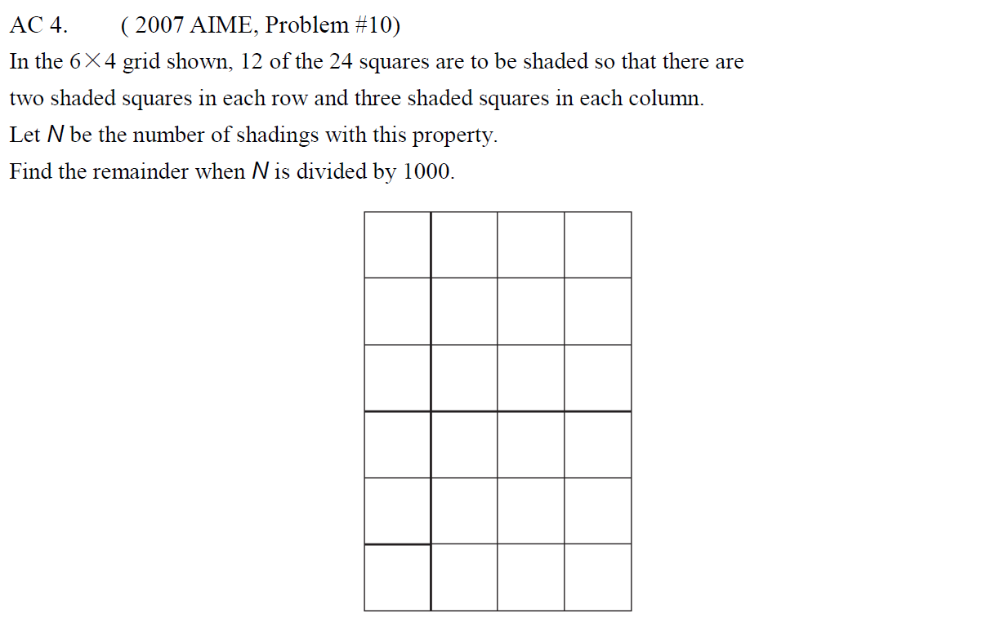 AC 4. ( 2007 AIME, Problem #10)
In the 6×4 grid shown, 12 of the 24 squares are to be shaded so that there are
two shaded squares in each row and three shaded squares in each column.
Let N be the number of shadings with this property.
Find the remainder when N is divided by 1000.